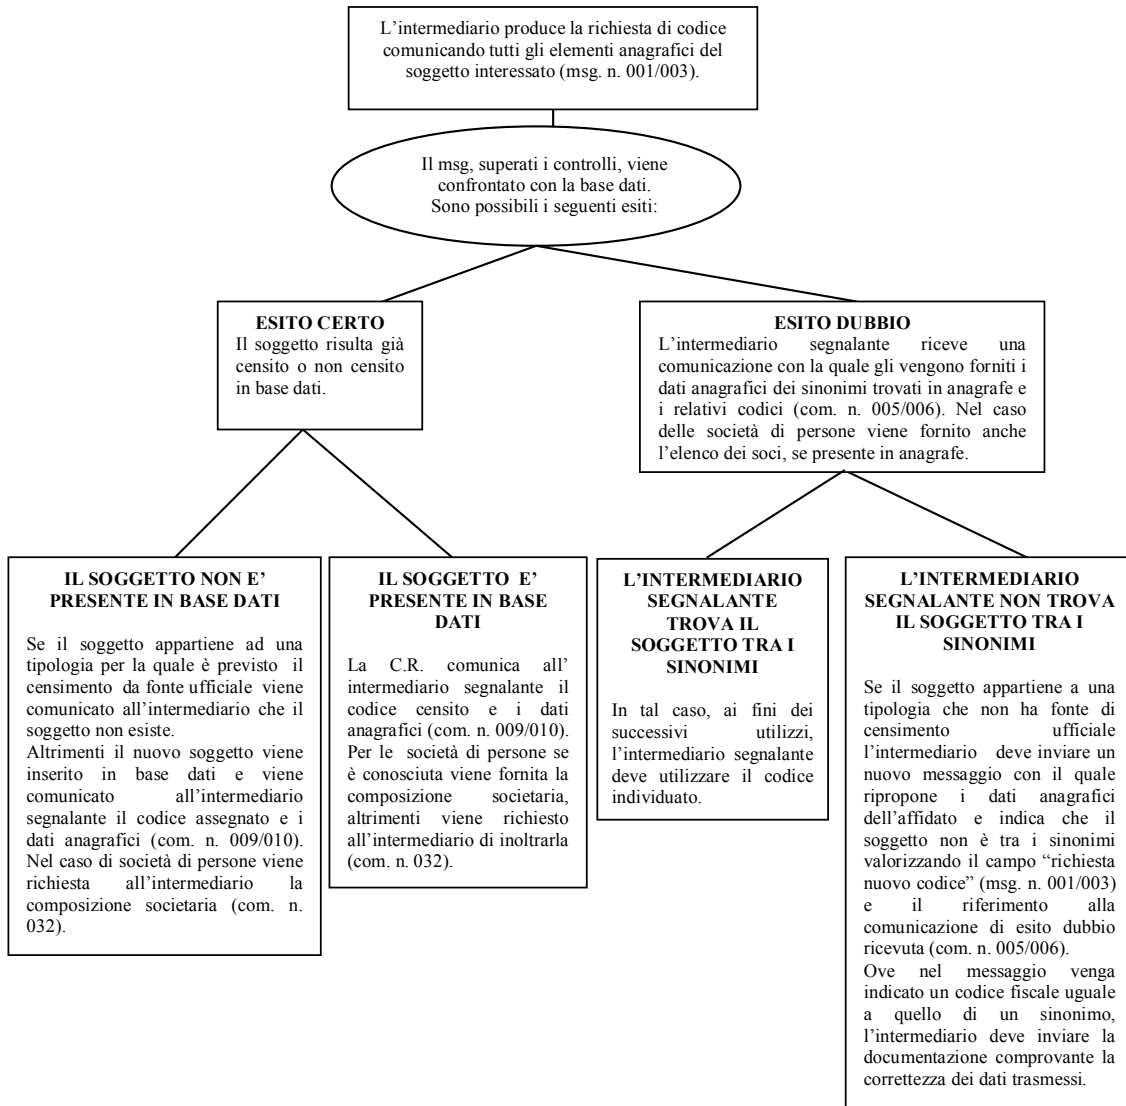 L’intermediario produce la richiesta di codice
comunicando tutti gli elementi anagrafici del
soggetto interessato (msg. n. 001/003).
Il msg, superati i controlli, viene
confrontato con la base dati.
Sono possibili i seguenti esiti:
ESITO CERTO
Il soggetto risulta già
censito o non censito
in base dati.
ESITO DUBBIO
L’intermediario segnalante riceve una
comunicazione con la quale gli vengono forniti i
dati anagrafici dei sinonimi trovati in anagrafe e
i relativi codici (com. n. 005/006). Nel caso
delle società di persone viene fornito anche
l’elenco dei soci, se presente in anagrafe.
IL SOGGETTO NON E’
PRESENTE IN BASE DATI
Se il soggetto appartiene ad una
tipologia per la quale è previsto il
censimento da fonte ufficiale viene
comunicato all’intermediario che il
soggetto non esiste.
Altrimenti il nuovo soggetto viene
inserito in base dati e viene
comunicato all’intermediario
segnalante il codice assegnato e i
dati anagrafici (com. n. 009/010).
Nel caso di società di persone viene
richiesta all’intermediario la
composizione societaria (com. n.
032).
IL SOGGETTO E’
PRESENTE IN BASE
DATI
La C.R. comunica all’
intermediario segnalante il
codice censito e i dati
anagrafici (com. n. 009/010).
Per le società di persone se
è conosciuta viene fornita la
composizione societaria,
altrimenti viene richiesto
all’intermediario di inoltrarla
(com. n. 032).
L’INTERMEDIARIO
SEGNALANTE
TROVA IL
SOGGETTO TRA I
SINONIMI
In tal caso, ai fini dei
successivi utilizzi,
l’intermediario segnalante
deve utilizzare il codice
individuato.
L’INTERMEDIARIO
SEGNALANTE NON TROVA
IL SOGGETTO TRA I
SINONIMI
Se il soggetto appartiene a una
tipologia che non ha fonte di
censimento ufficiale
l’intermediario deve inviare un
nuovo messaggio con il quale
ripropone i dati anagrafici
dell’affidato e indica che il
soggetto non è tra i sinonimi
valorizzando il campo “richiesta
nuovo codice” (msg. n. 001/003)
e il riferimento alla
comunicazione di esito dubbio
ricevuta (com. n. 005/006).
Ove nel messaggio venga
indicato un codice fiscale uguale
a quello di un sinonimo,
l’intermediario deve inviare la
documentazione comprovante la
correttezza dei dati trasmessi.